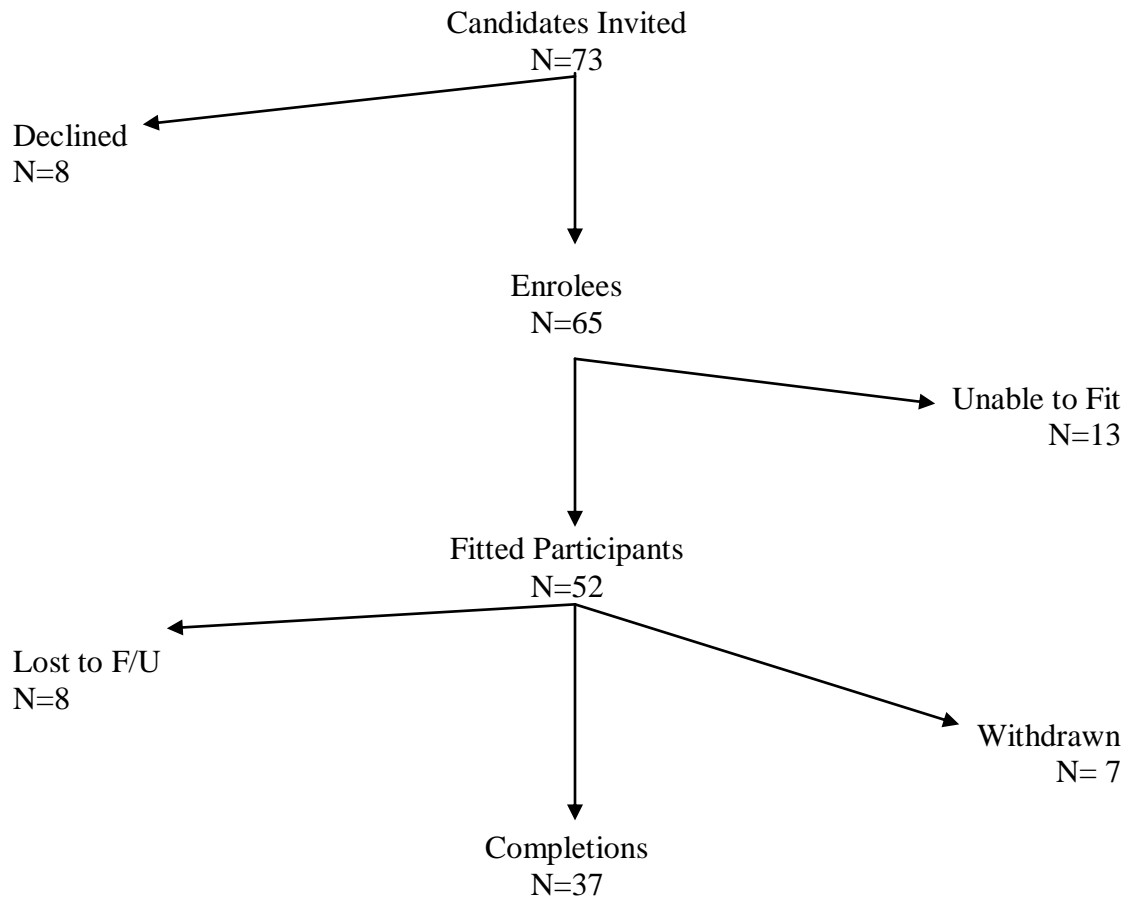 Candidates Invited
N=73
Declined
N=8
Enrolees
N=65
Unable to Fit
N=13
Fitted Participants
N=52
Lost to F/U
N=8
Withdrawn
N= 7
Completions
N=37